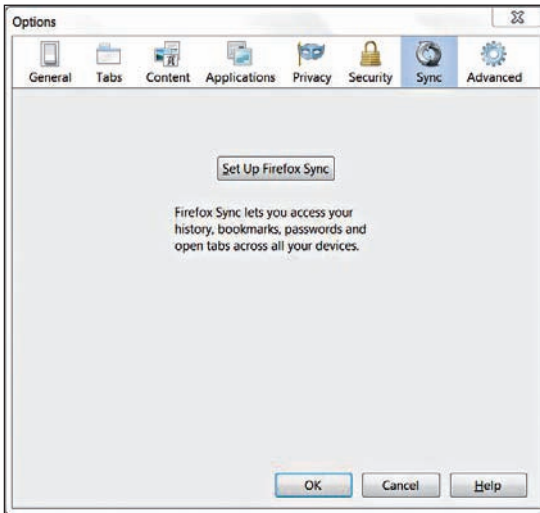 Options
General Tabs Content Applications Privacy Security Sync Advanced
Set Up Firefox Sync
Firefox Sync lets you access your
history, bookmarks, passwords and
open tabs across all your devices.
OK Cancel Help